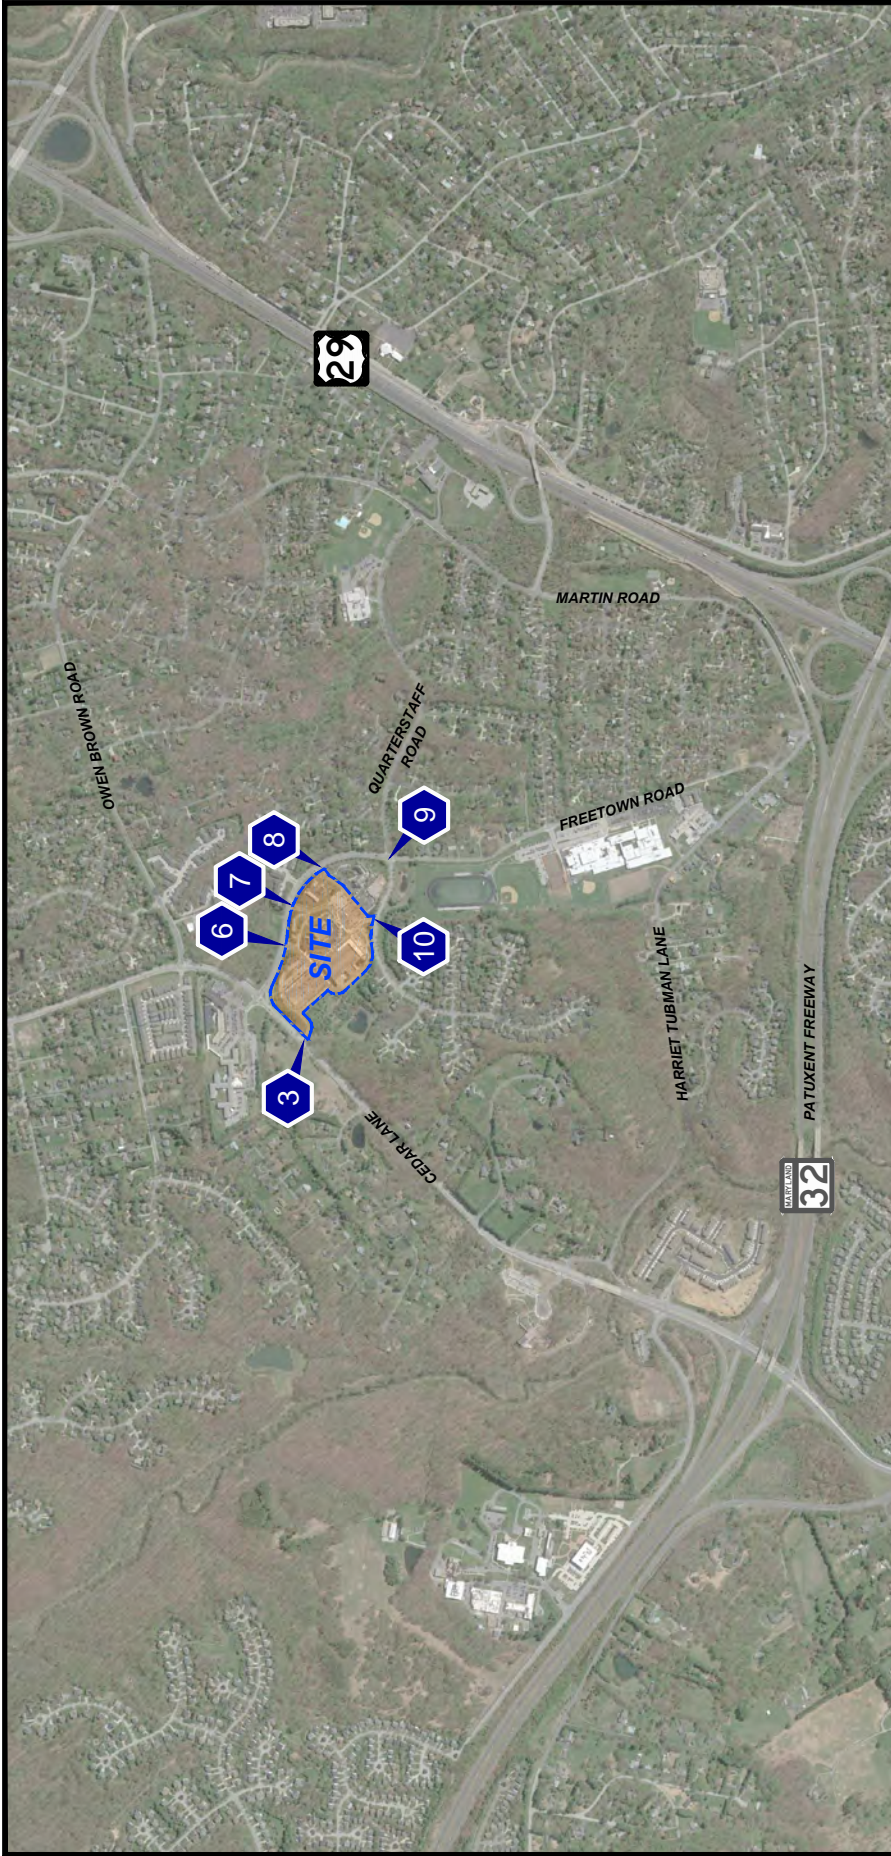 29
OWEN BROWN ROAD
MARTIN ROAD
QUARTERSTAFF
ROAD
FREETOWN ROAD
9
8
7
6
SITE
10
3
HARRIET TUBMAN LANE
PATUXENT FREEWAY
CEDAR LANE
MARYLAND
32